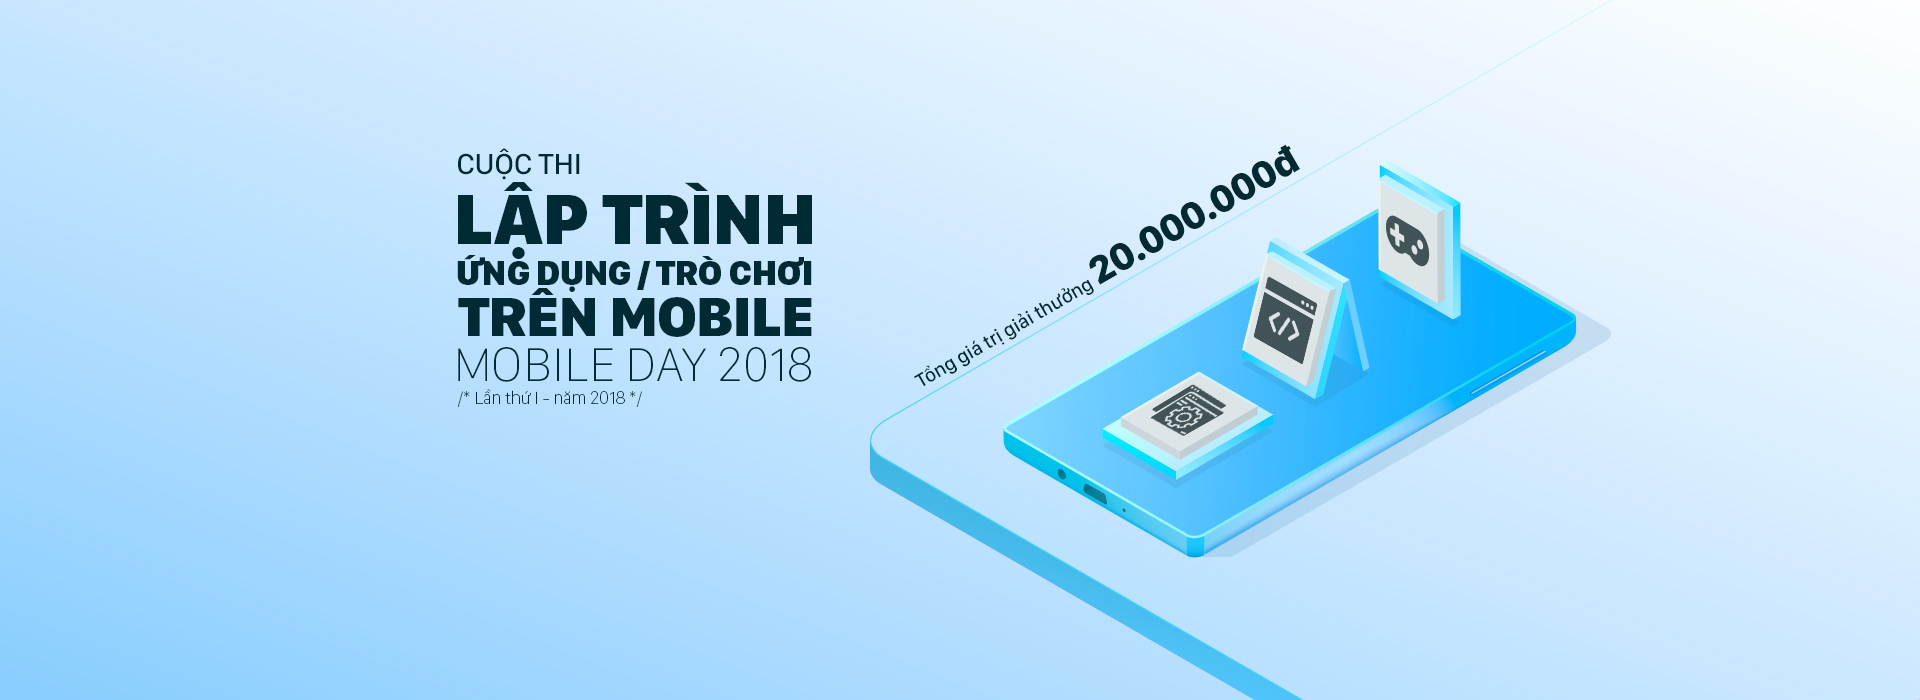 CUỘC THI
LẬP TRÌNH
ỨNG DỤNG / TRÒ CHƠI
TRÊN MOBILE
MOBILE DAY 2018
/* Lần thứ I - năm 2018 */
Tổng giá trị giải thưởng 20.000.000đ